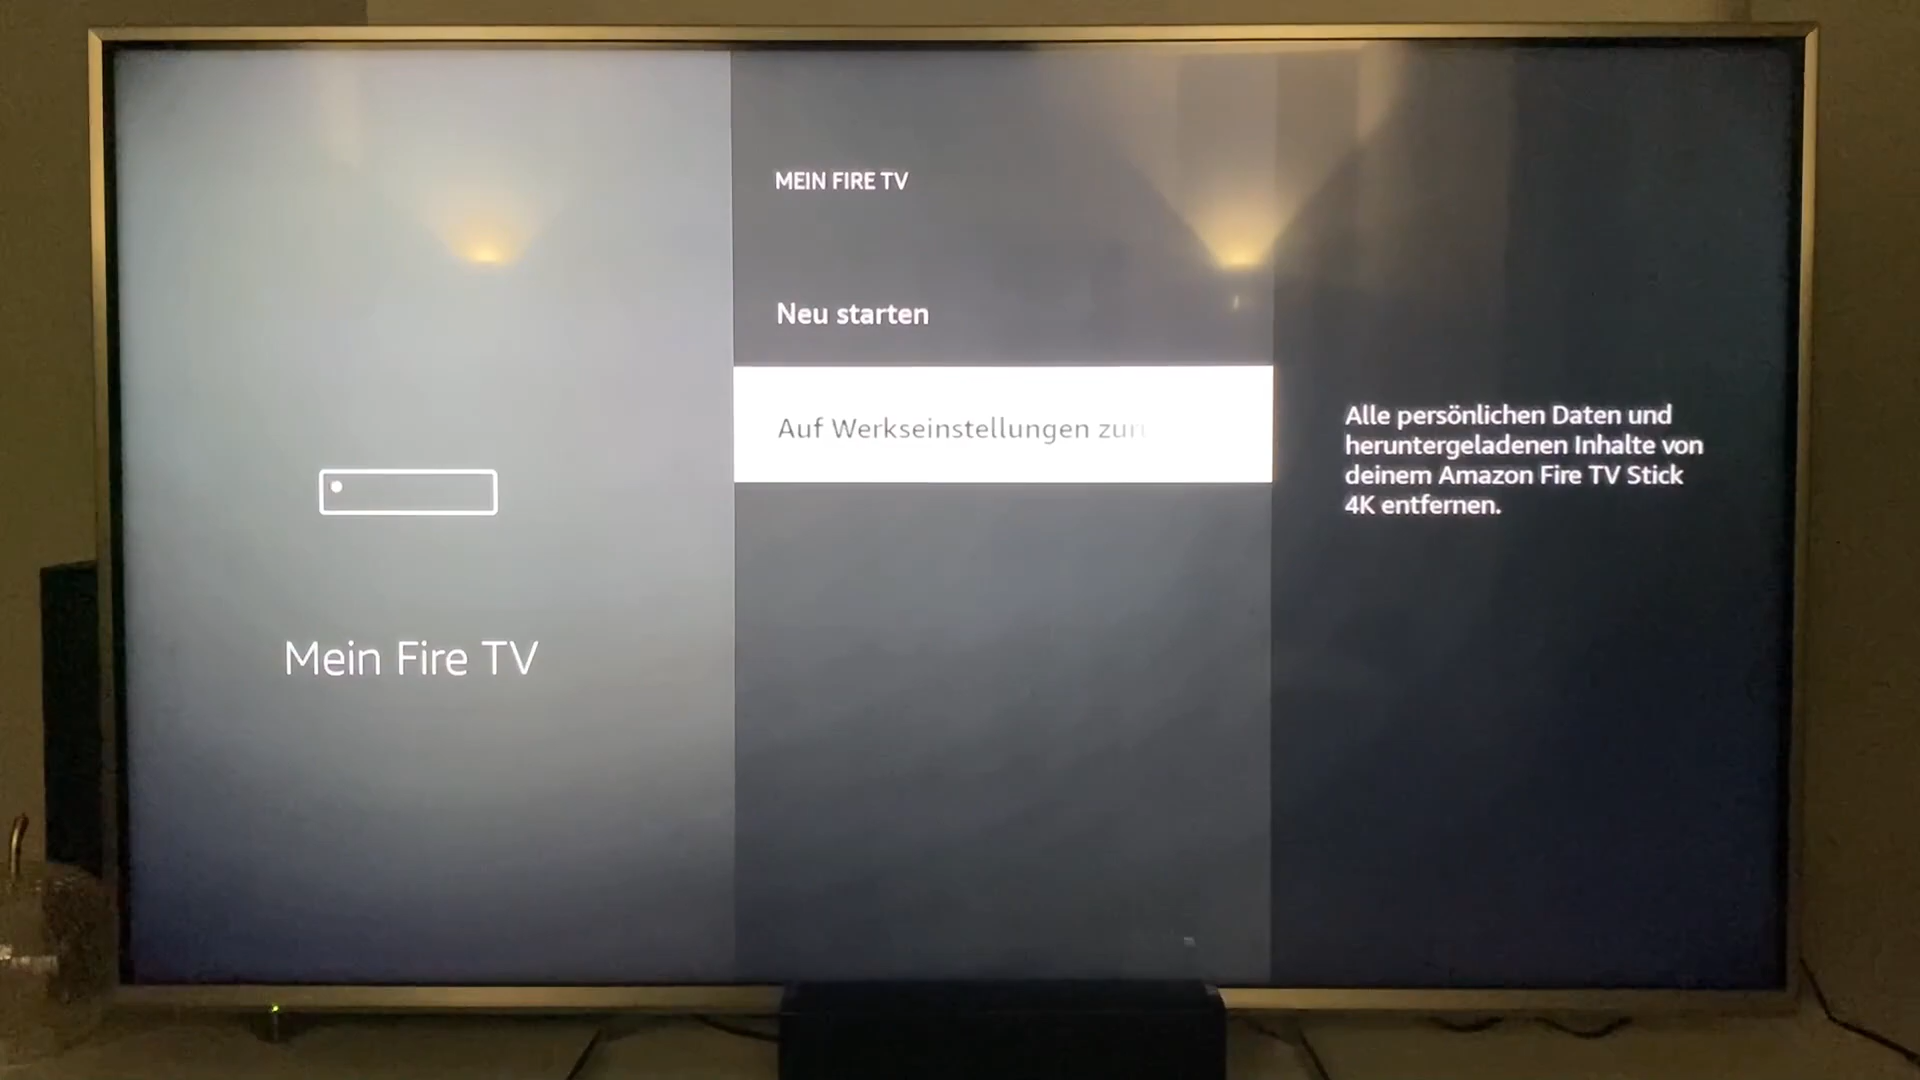 MEIN FIRE TV
Neu starten
Auf Werkseinstellungen
Mein Fire TV
Alle persönlichen Daten und
heruntergeladenen Inhalte von
deinem Amazon Fire TV Stick
4K entfernen.